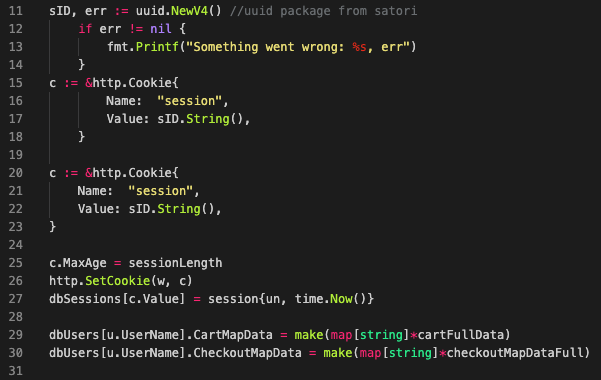 11 sID, err := uuid.NewV4() //uuid package from satori
12 if err != nil {
13 fmt.Printf("Something went wrong: %s, err")
14 }
15 c := &http.Cookie{
16 Name: "session",
17 Value: sID.String(),
18 }
19
20 c := &http.Cookie{
21 Name: "session",
22 Value: sID.String(),
23 }
24
25 c.MaxAge = sessionLength
26 http.SetCookie(w, c)
27 dbSessions[c.Value] = session{un, time.Now()}
28
29 dbUsers[u.UserName].CartMapData = make(map[string]*cartFullData)
30 dbUsers[u.UserName].CheckoutMapData = make(map[string]*checkoutMapDataFull)
31